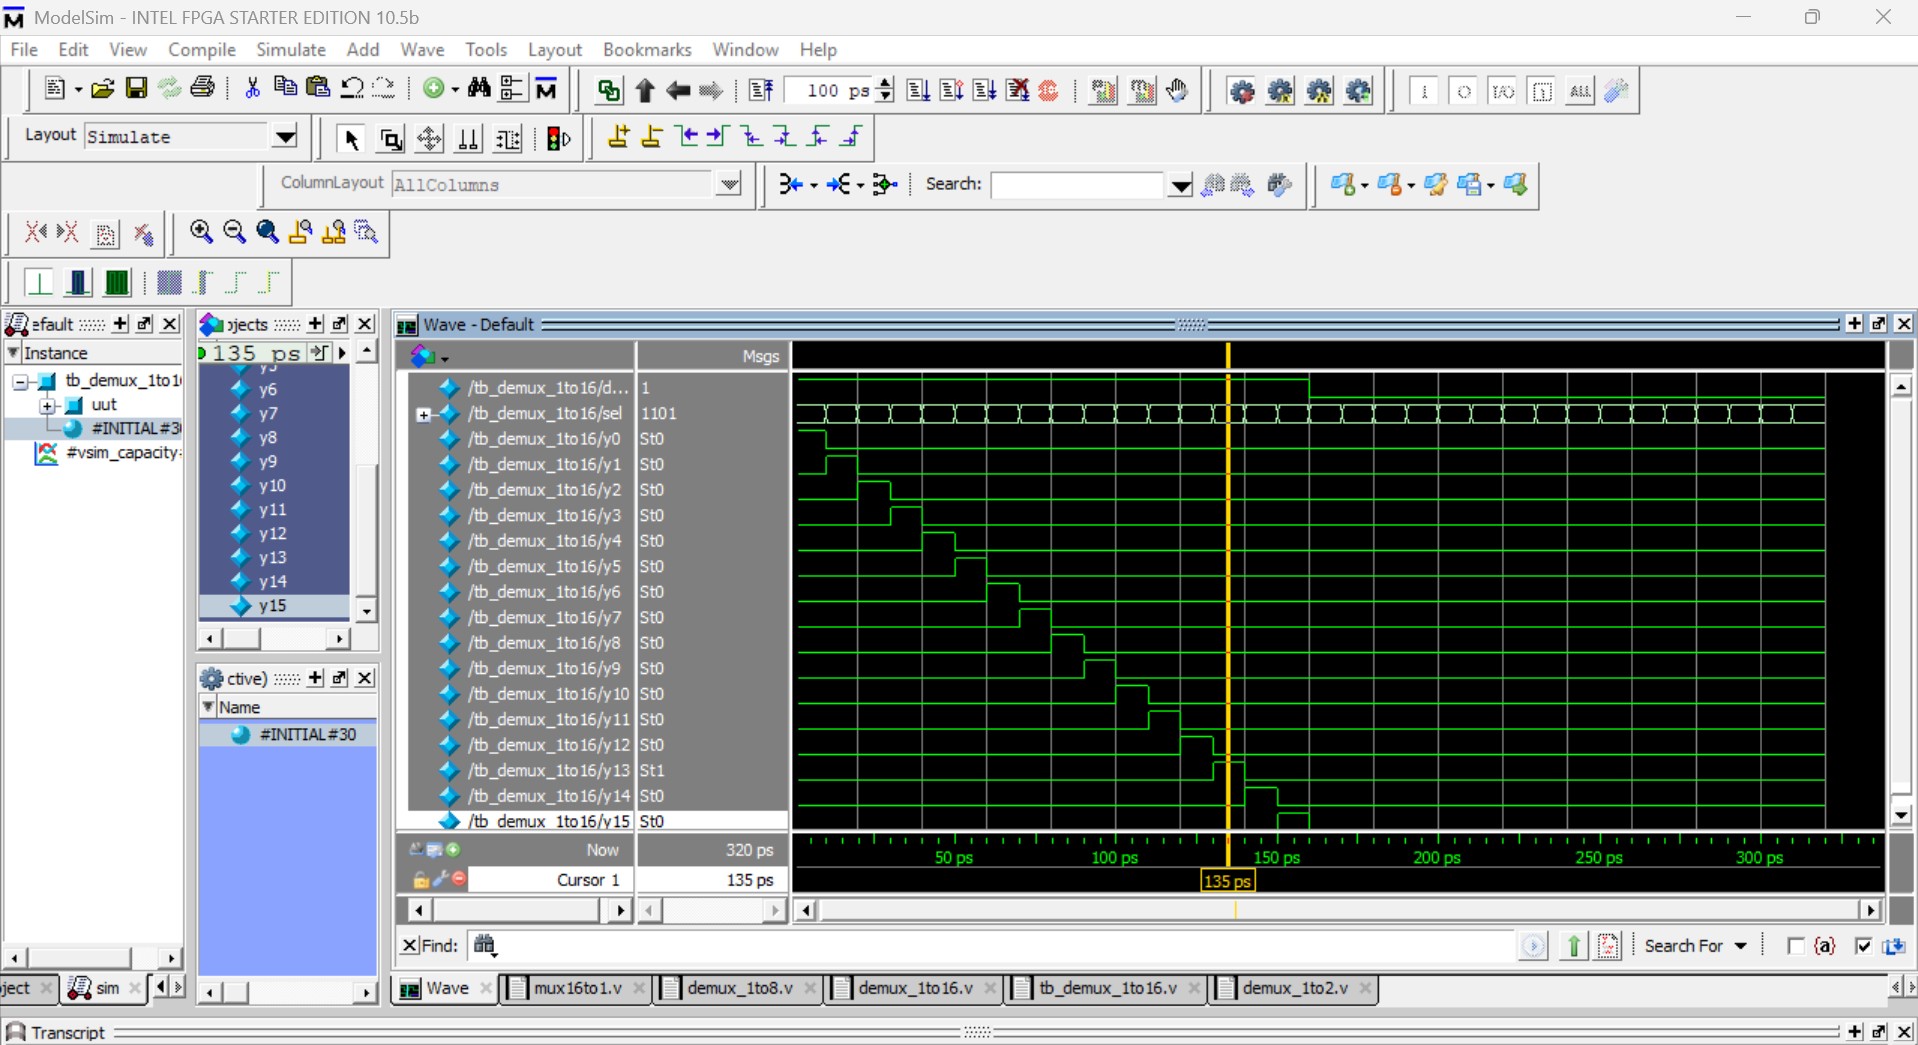 ModelSim - INTEL FPGA STARTER EDITION 10.5b
File Edit View Compile Simulate Add Wave Tools Layout Bookmarks Window Help
100 ps
Layout Simulate
ColumnLayout AllColumns
Search:
efault
Instance
tb_demux_1to1
uut
#INITIAL#3
#vsim_capacity
jects
135 ps
y5
y6
y7
y8
y9
y10
y11
y12
y13
y14
y15
ctive)
Name
#INITIAL#30
Wave - Default
Msgs
/tb_demux_1to16/d... 1
/tb_demux_1to16/sel 1101
/tb_demux_1to16/y0 St0
/tb_demux_1to16/y1 St0
/tb_demux_1to16/y2 St0
/tb_demux_1to16/y3 St0
/tb_demux_1to16/y4 St0
/tb_demux_1to16/y5 St0
/tb_demux_1to16/y6 St0
/tb_demux_1to16/y7 St0
/tb_demux_1to16/y8 St0
/tb_demux_1to16/y9 St0
/tb_demux_1to16/y10 St0
/tb_demux_1to16/y11 St0
/tb_demux_1to16/y12 St0
/tb_demux_1to16/y13 St1
/tb_demux_1to16/y14 St0
/tb_demux_1to16/y15 St0
Now 320 ps
50 ps 100 ps 150 ps 200 ps 250 ps 300 ps
Cursor 1 135 ps
135 ps
Find:
Search For
{a}
ject sim
Wave mux16to1.v demux_1to8.v demux_1to16.v tb_demux_1to16.v demux_1to2.v
Transcript